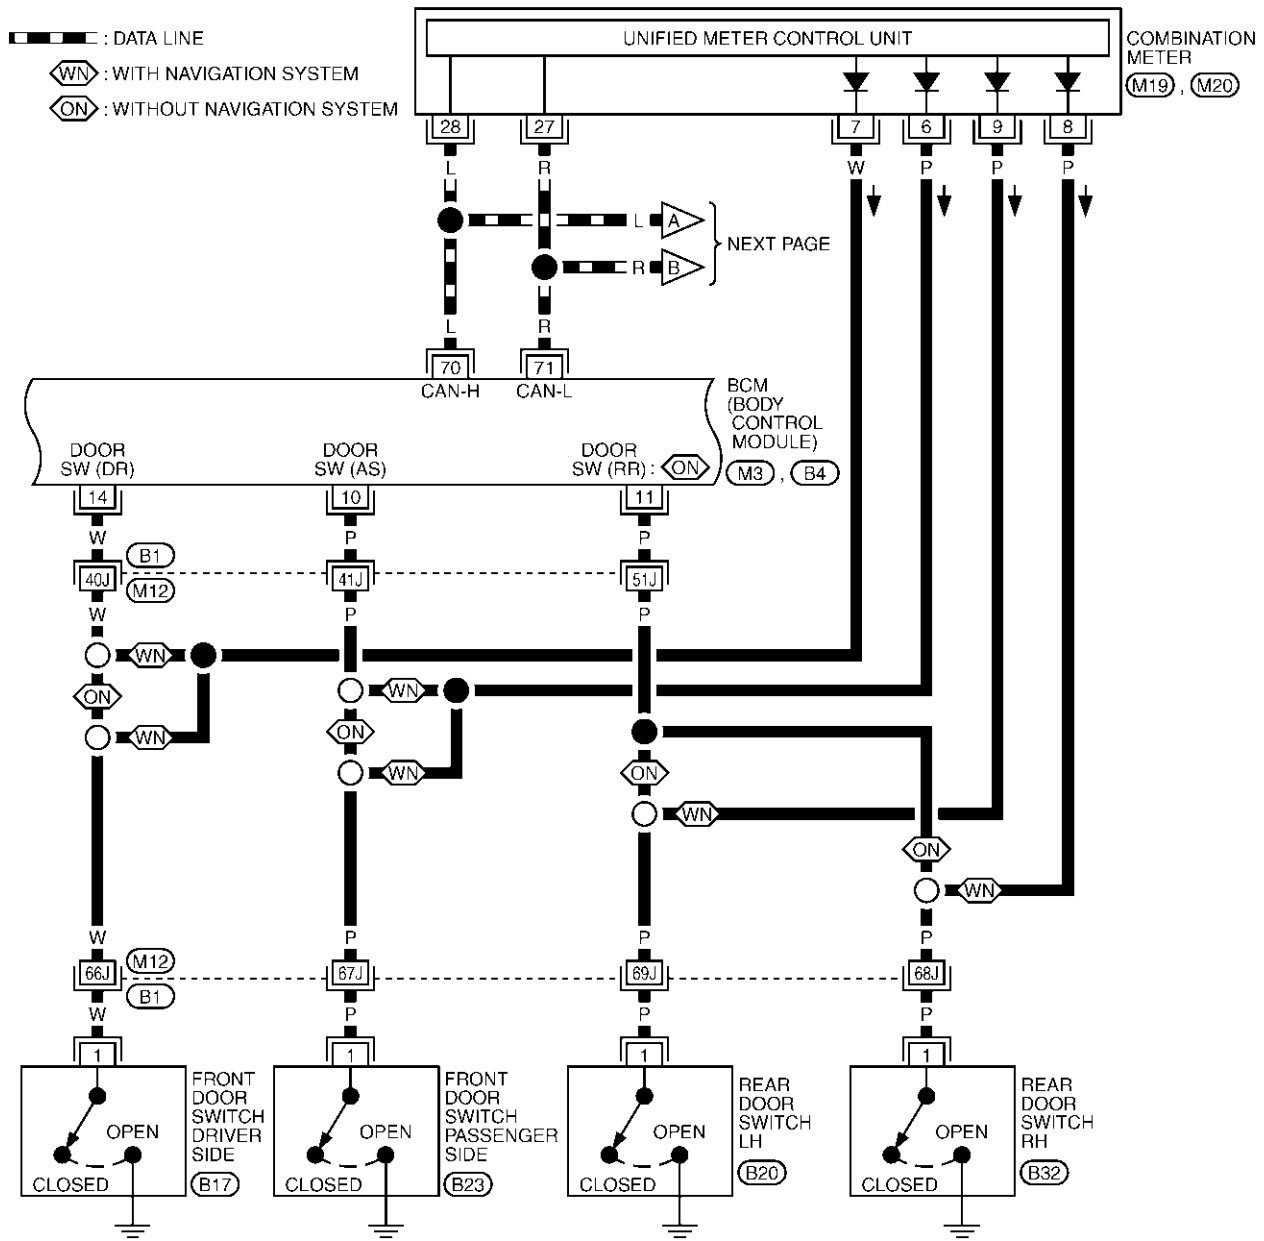 : DATA LINE
WN : WITH NAVIGATION SYSTEM
ON : WITHOUT NAVIGATION SYSTEM
UNIFIED METER CONTROL UNIT
COMBINATION
METER
M19 , M20
28 27 7 6 9 8
L R W P P P
L A
R B
NEXT PAGE
L R
70 71
CAN-H CAN-L
BCM
(BODY
CONTROL
MODULE)
M3 , B4
DOOR
SW (DR)
DOOR
SW (AS)
DOOR
SW (RR) : ON
14 10 11
W P P
B1
40J 41J 51J
M12
W P P
WN
WN
ON
ON
WN
WN
ON
WN
ON
WN
W P P P
M12
66J 67J 69J 68J
B1
W P P P
1 1 1 1
OPEN
CLOSED
FRONT
DOOR
SWITCH
DRIVER
SIDE
B17
OPEN
CLOSED
FRONT
DOOR
SWITCH
PASSENGER
SIDE
B23
OPEN
CLOSED
REAR
DOOR
SWITCH
LH
B20
OPEN
CLOSED
REAR
DOOR
SWITCH
RH
B32